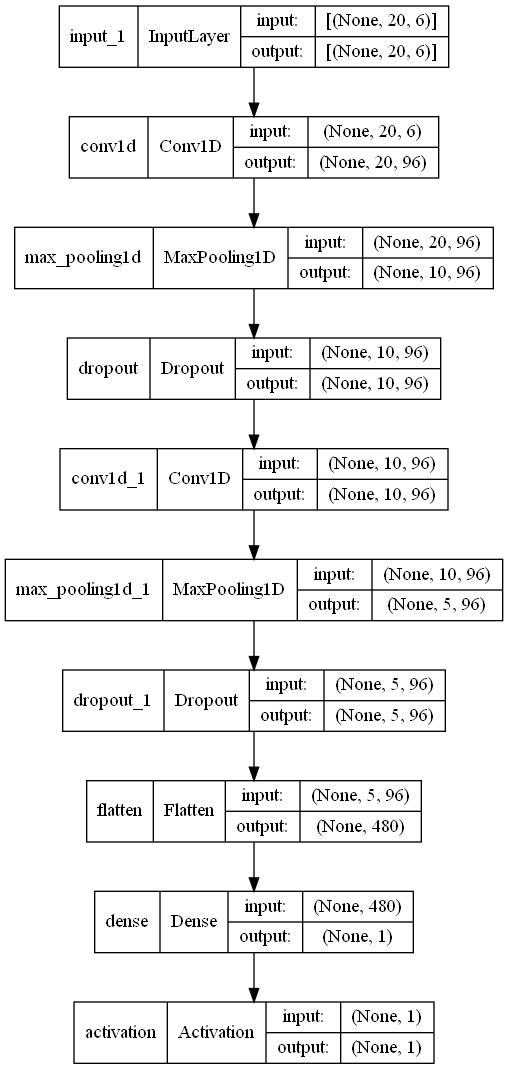 input_1 InputLayer input: [(None, 20, 6)]
output: [(None, 20, 6)]
conv1d Conv1D input: (None, 20, 6)
output: (None, 20, 96)
max_pooling1d MaxPooling1D input: (None, 20, 96)
output: (None, 10, 96)
dropout Dropout input: (None, 10, 96)
output: (None, 10, 96)
conv1d_1 Conv1D input: (None, 10, 96)
output: (None, 10, 96)
max_pooling1d_1 MaxPooling1D input: (None, 10, 96)
output: (None, 5, 96)
dropout_1 Dropout input: (None, 5, 96)
output: (None, 5, 96)
flatten Flatten input: (None, 5, 96)
output: (None, 480)
dense Dense input: (None, 480)
output: (None, 1)
activation Activation input: (None, 1)
output: (None, 1)